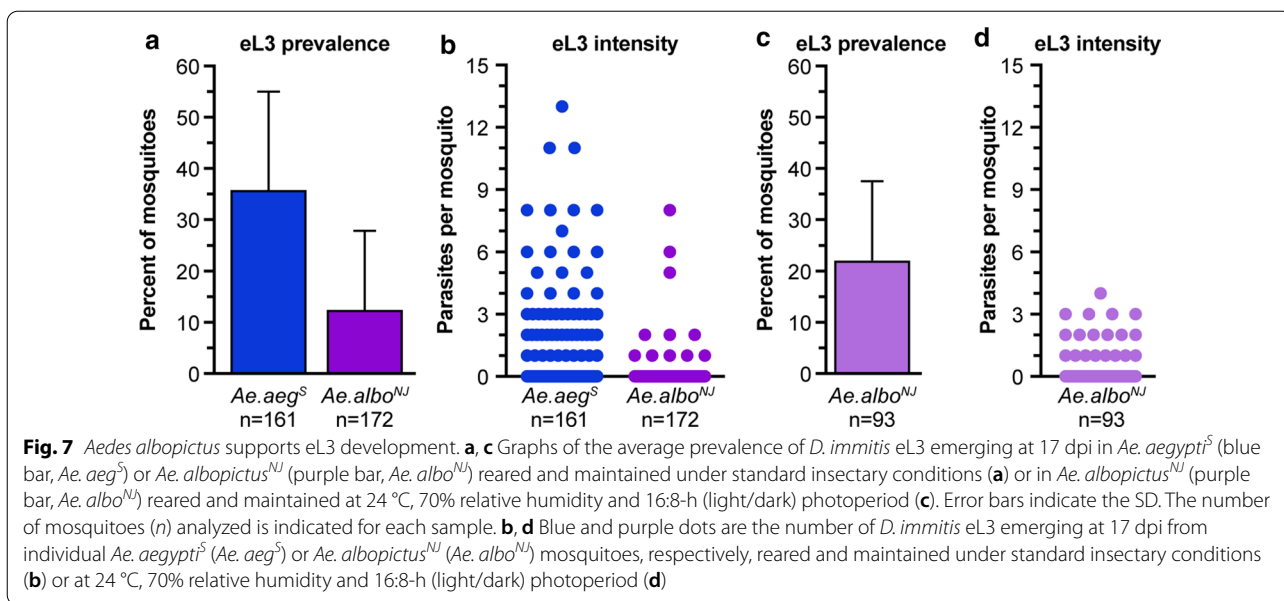 a eL3 prevalence
Percent of mosquitoes
60
50
40
30
20
10
0
Ae.aeg^S Ae.albo^NJ
n=161 n=172
b eL3 intensity
Parasites per mosquito
15
12
9
6
3
0
Ae.aeg^S Ae.albo^NJ
n=161 n=172
c eL3 prevalence
Percent of mosquitoes
60
50
40
30
20
10
0
Ae.albo^NJ
n=93
d eL3 intensity
Parasites per mosquito
15
12
9
6
3
0
Ae.albo^NJ
n=93
Fig. 7 Aedes albopictus supports eL3 development. a, c Graphs of the average prevalence of D. immitis eL3 emerging at 17 dpi in Ae. aegypti^S (blue
bar, Ae. aeg^S) or Ae. albopictus^NJ (purple bar, Ae. albo^NJ) reared and maintained under standard insectary conditions (a) or in Ae. albopictus^NJ (purple
bar, Ae. albo^NJ) reared and maintained at 24 °C, 70% relative humidity and 16:8-h (light/dark) photoperiod (c). Error bars indicate the SD. The number
of mosquitoes (n) analyzed is indicated for each sample. b, d Blue and purple dots are the number of D. immitis eL3 emerging at 17 dpi from
individual Ae. aegypti^S (Ae. aeg^S) or Ae. albopictus^NJ (Ae. albo^NJ) mosquitoes, respectively, reared and maintained under standard insectary conditions
(b) or at 24 °C, 70% relative humidity and 16:8-h (light/dark) photoperiod (d)